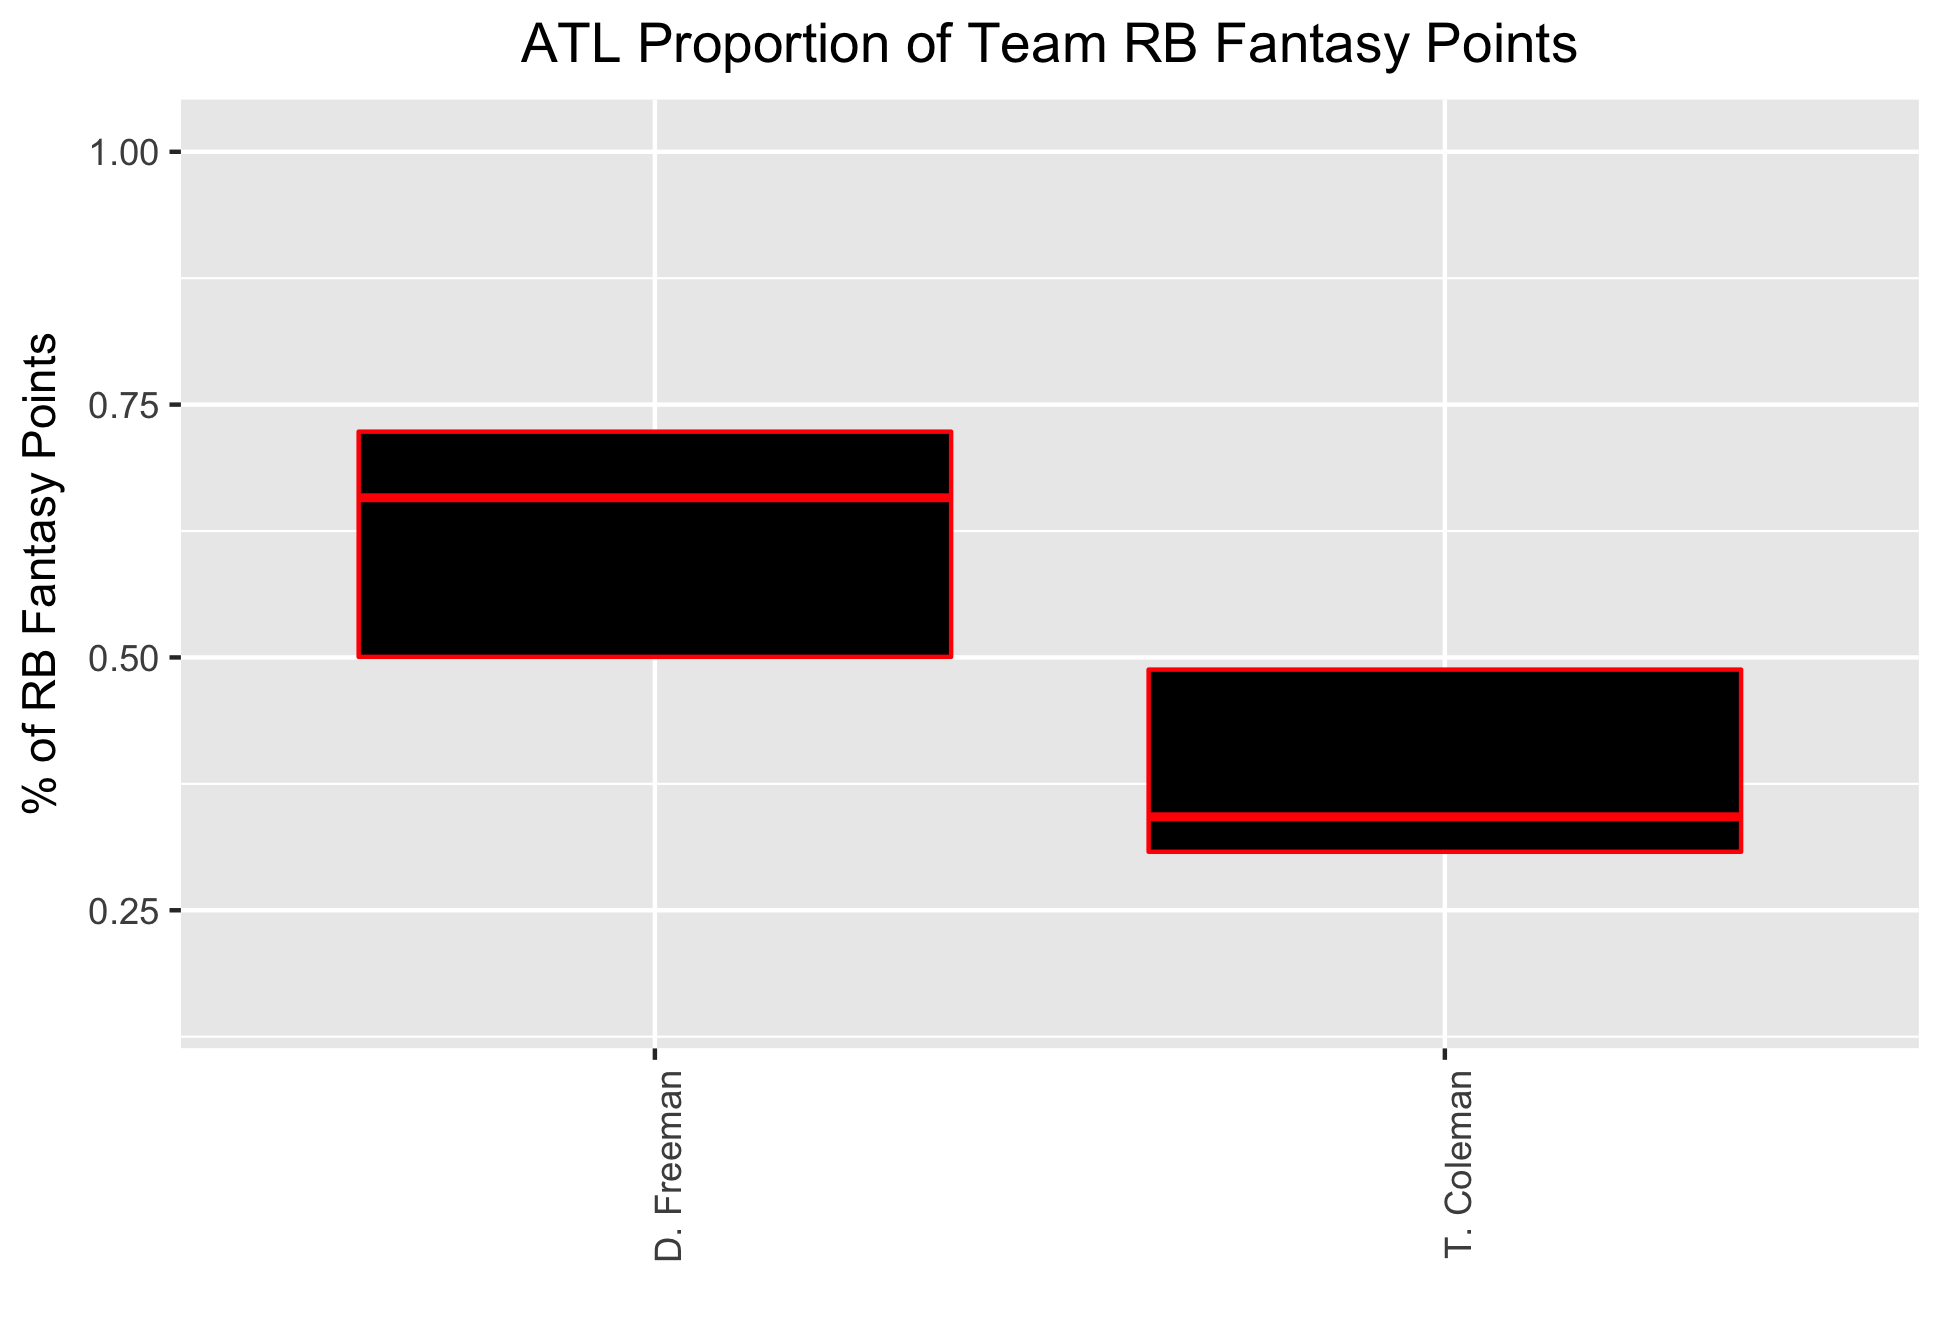 ATL Proportion of Team RB Fantasy Points
% of RB Fantasy Points
1.00
0.75
0.50
0.25
D. Freeman
T. Coleman